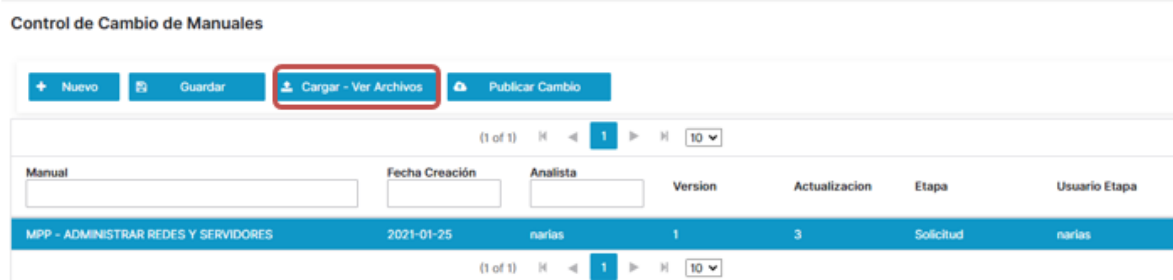 Control de Cambio de Manuales
Nuevo Guardar Cargar - Ver Archivos Publicar Cambio
(1 of 1) 1 10
Manual Fecha Creación Analista Version Actualizacion Etapa Usuario Etapa
MPP - ADMINISTRAR REDES Y SERVIDORES 2021-01-25 narias 1 3 Solicitud narias
(1 of 1) 1 10